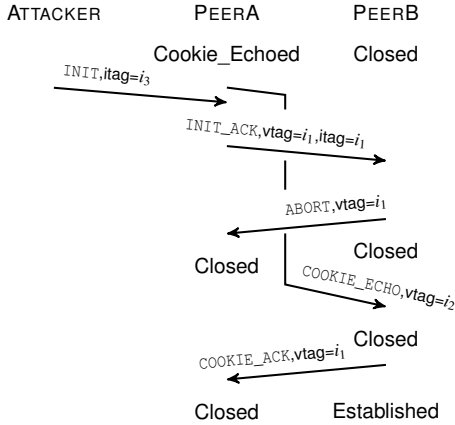 ATTACKER PEERA PEERB
Cookie_Echoed Closed
INIT,itag=i3
INIT_ACK,vtag=i1,itag=i1
ABORT,vtag=i1
Closed Closed
COOKIE_ECHO,vtag=i2
Closed
COOKIE_ACK,vtag=i1
Closed Established